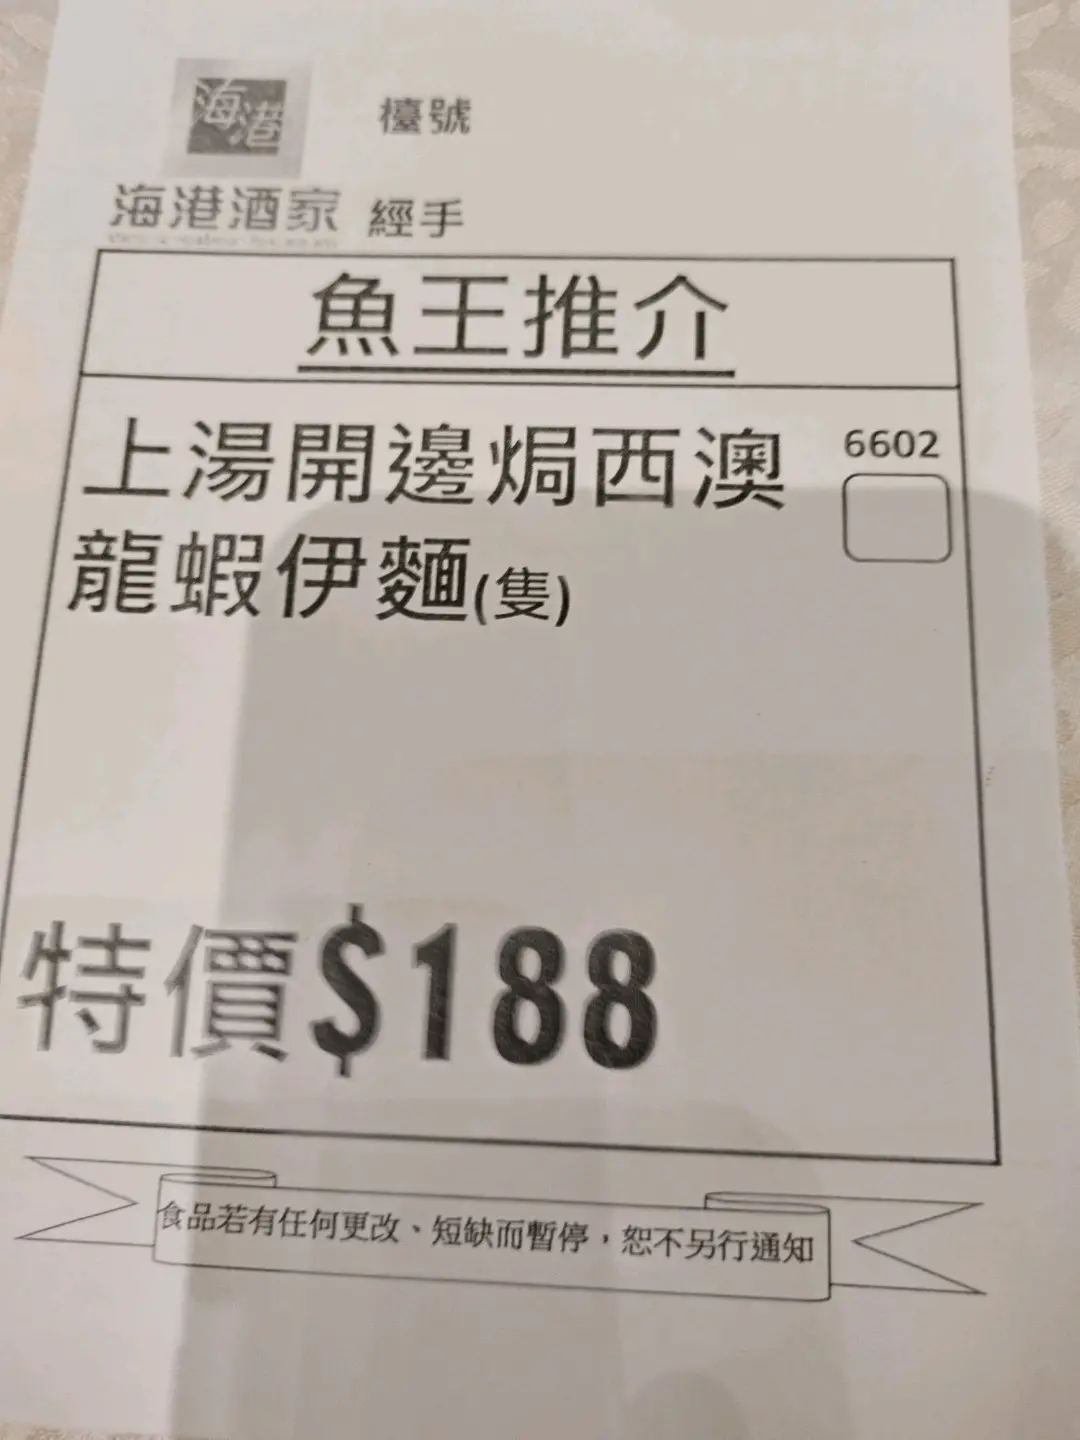 海港
檯號
海港酒家
經手
魚王推介
上湯開邊焗西澳
6602
龍蝦伊麵(隻)
特價$188
食品若有任何更改、短缺而暫停，恕不另行通知